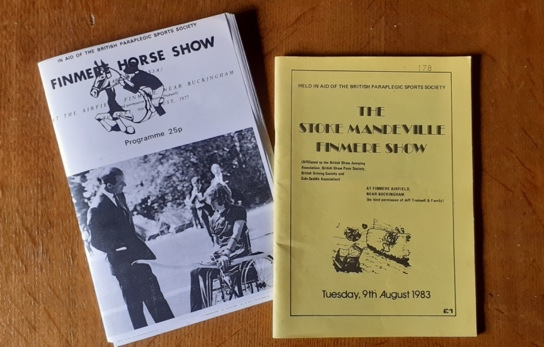 IN AID OF THE BRITISH PARAPLEGIC SPORTS SOCIETY
FINMERE HORSE SHOW
AT THE AIRFIELD, FINMERE, NEAR BUCKINGHAM
1977
Programme 25p
178
HELD IN AID OF THE BRITISH PARAPLEGIC SPORTS SOCIETY
THE
STOKE MANDEVILLE
FINMERE SHOW
(Affiliated to the British Show Jumping
Association, British Show Pony Society,
British Driving Society and
Side Saddle Association)
AT FINMERE AIRFIELD,
NEAR BUCKINGHAM
(by kind permission of Jeff Tranwell & Family)
Tuesday, 9th August 1983
£1